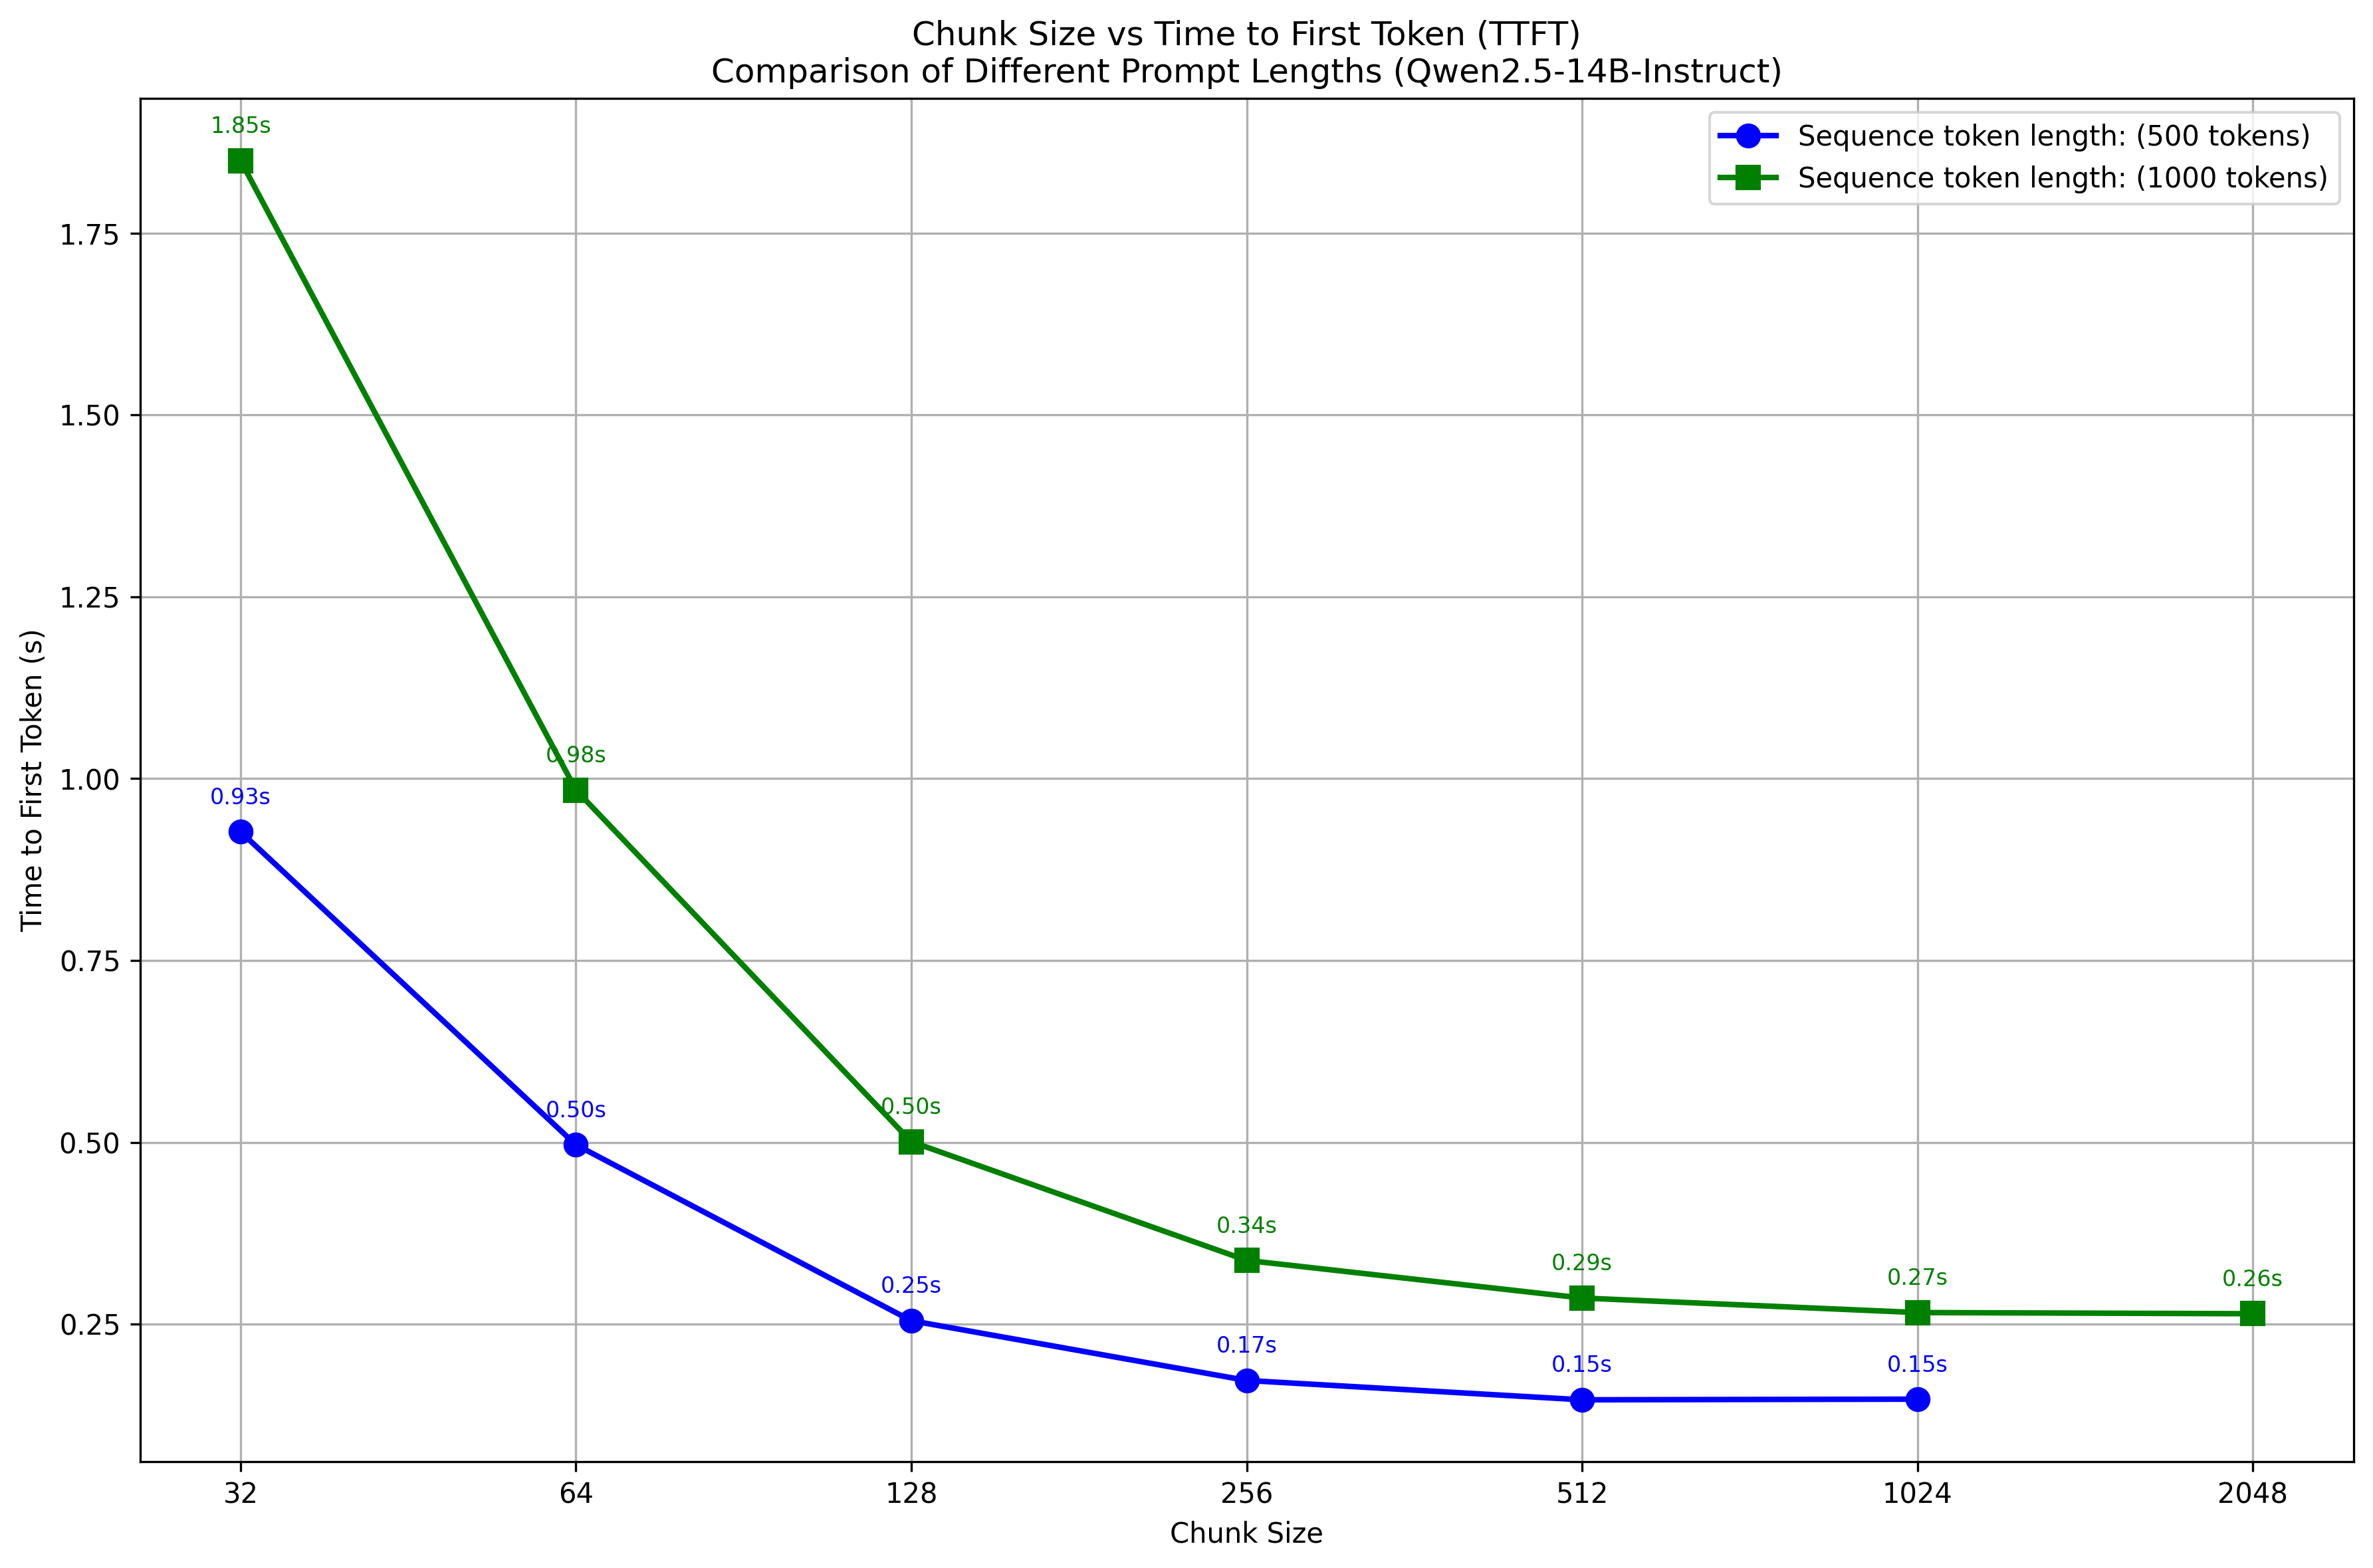 Chunk Size vs Time to First Token (TTFT)
Comparison of Different Prompt Lengths (Qwen2.5-14B-Instruct)
Sequence token length: (500 tokens)
Sequence token length: (1000 tokens)
Time to First Token (s)
1.75
1.50
1.25
1.00
0.75
0.50
0.25
1.85s
0.98s
0.50s
0.34s
0.29s
0.27s
0.26s
0.93s
0.50s
0.25s
0.17s
0.15s
0.15s
32
64
128
256
512
1024
2048
Chunk Size